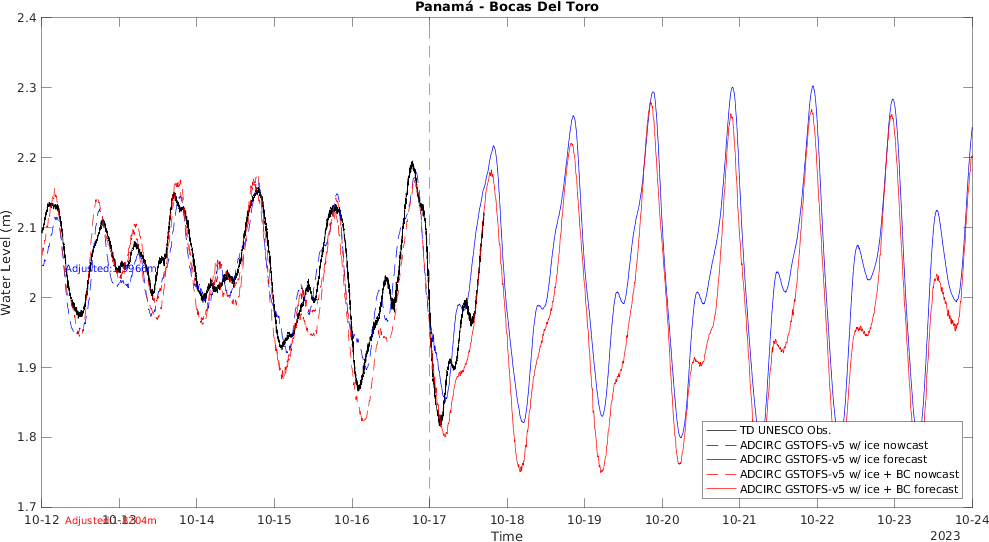 Panamá - Bocas Del Toro
2.4
2.3
2.2
2.1
2
1.9
1.8
1.7
Water Level (m)
TD UNESCO Obs.
ADCIRC GSTOFS-v5 w/ ice nowcast
ADCIRC GSTOFS-v5 w/ ice forecast
ADCIRC GSTOFS-v5 w/ ice + BC nowcast
ADCIRC GSTOFS-v5 w/ ice + BC forecast
10-12 10-13 10-14 10-15 10-16 10-17 10-18 10-19 10-20 10-21 10-22 10-23 10-24
Adjusted:
Adjusted:
Time
2023